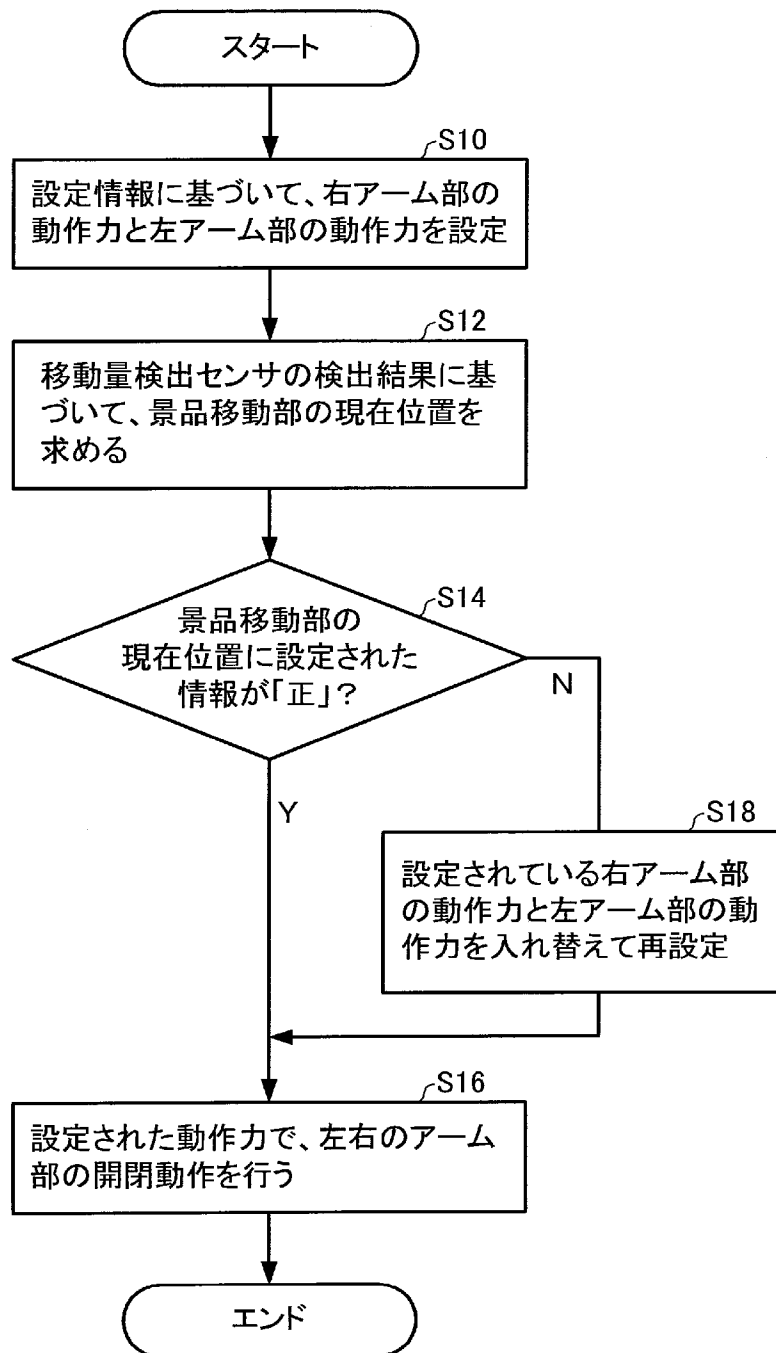 スタート
S10
設定情報に基づいて、右アーム部の
動作力と左アーム部の動作力を設定
S12
移動量検出センサの検出結果に基
づいて、景品移動部の現在位置を
求める
S14
景品移動部の
現在位置に設定された
情報が「正」?
N
Y
S18
設定されている右アーム部
の動作力と左アーム部の動
作力を入れ替えて再設定
S16
設定された動作力で、左右のアーム
部の開閉動作を行う
エンド